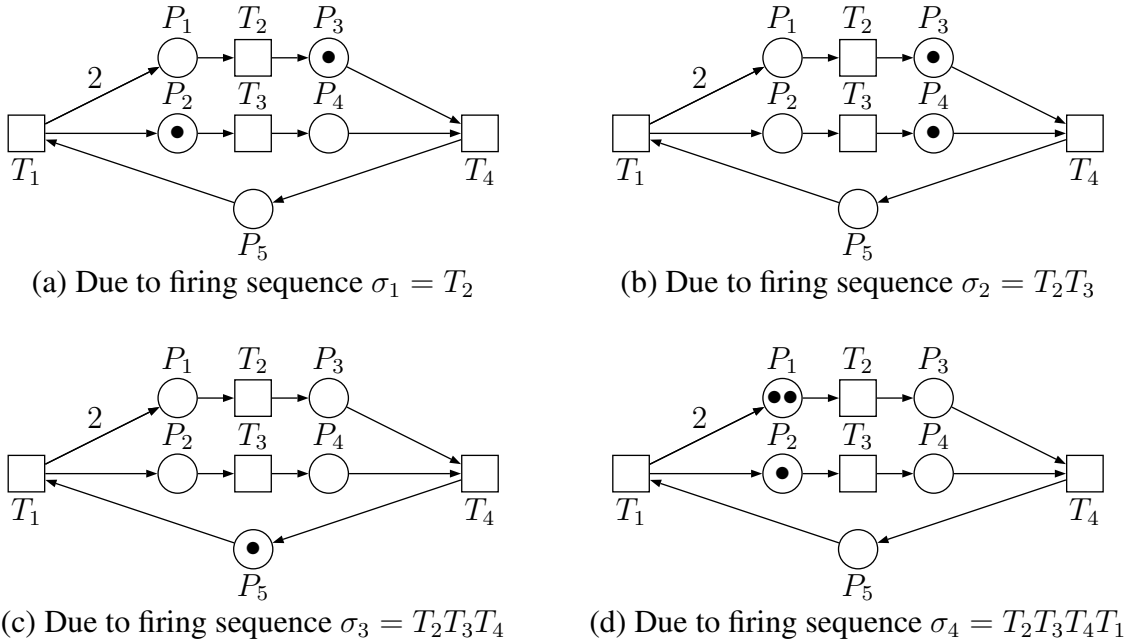 P₁ T₂ P₃
2 P₂ T₃ P₄
T₁ T₄
P₅
(a) Due to firing sequence σ₁ = T₂
P₁ T₂ P₃
2 P₂ T₃ P₄
T₁ T₄
P₅
(b) Due to firing sequence σ₂ = T₂T₃
P₁ T₂ P₃
2 P₂ T₃ P₄
T₁ T₄
P₅
(c) Due to firing sequence σ₃ = T₂T₃T₄
P₁ T₂ P₃
2 P₂ T₃ P₄
T₁ T₄
P₅
(d) Due to firing sequence σ₄ = T₂T₃T₄T₁